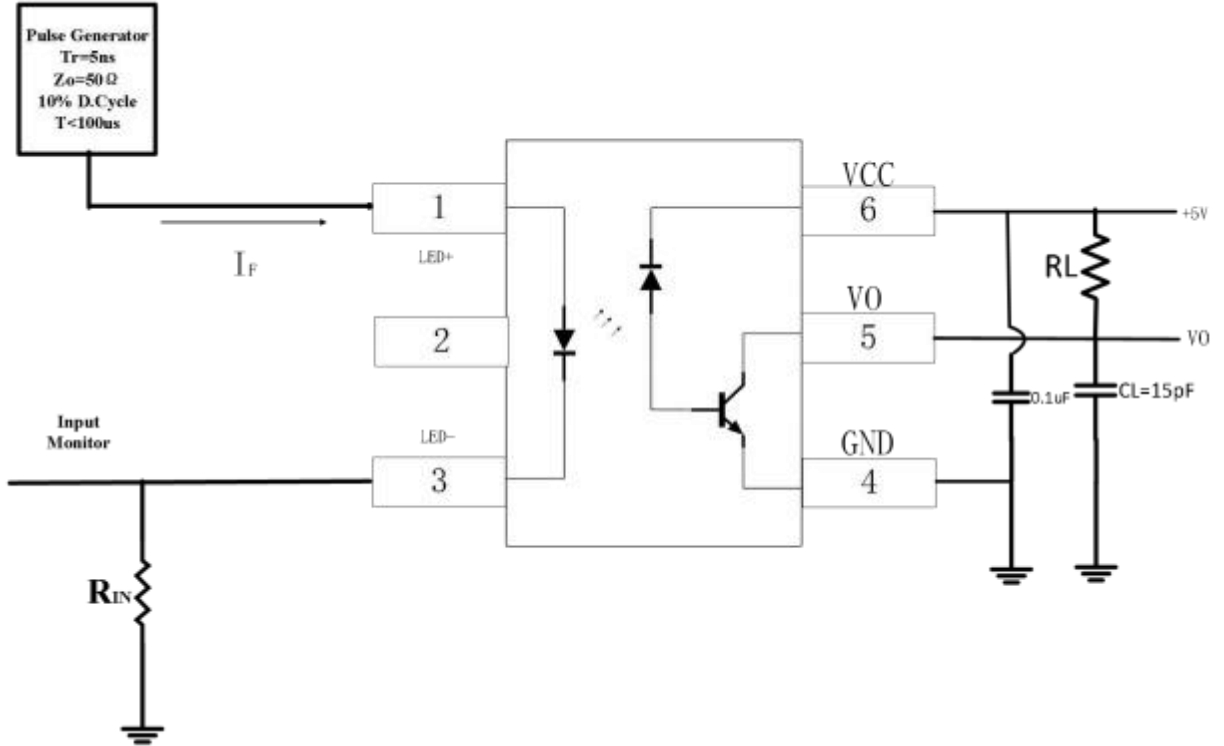 Pulse Generator
Tr=5ns
Zo=50Ω
10% D.Cycle
T<100us
VCC
1
6
+5V
LED+
IF
RL
VO
2
5
VO
0.1uF
CL=15pF
Input
Monitor
LED-
GND
3
4
RIN